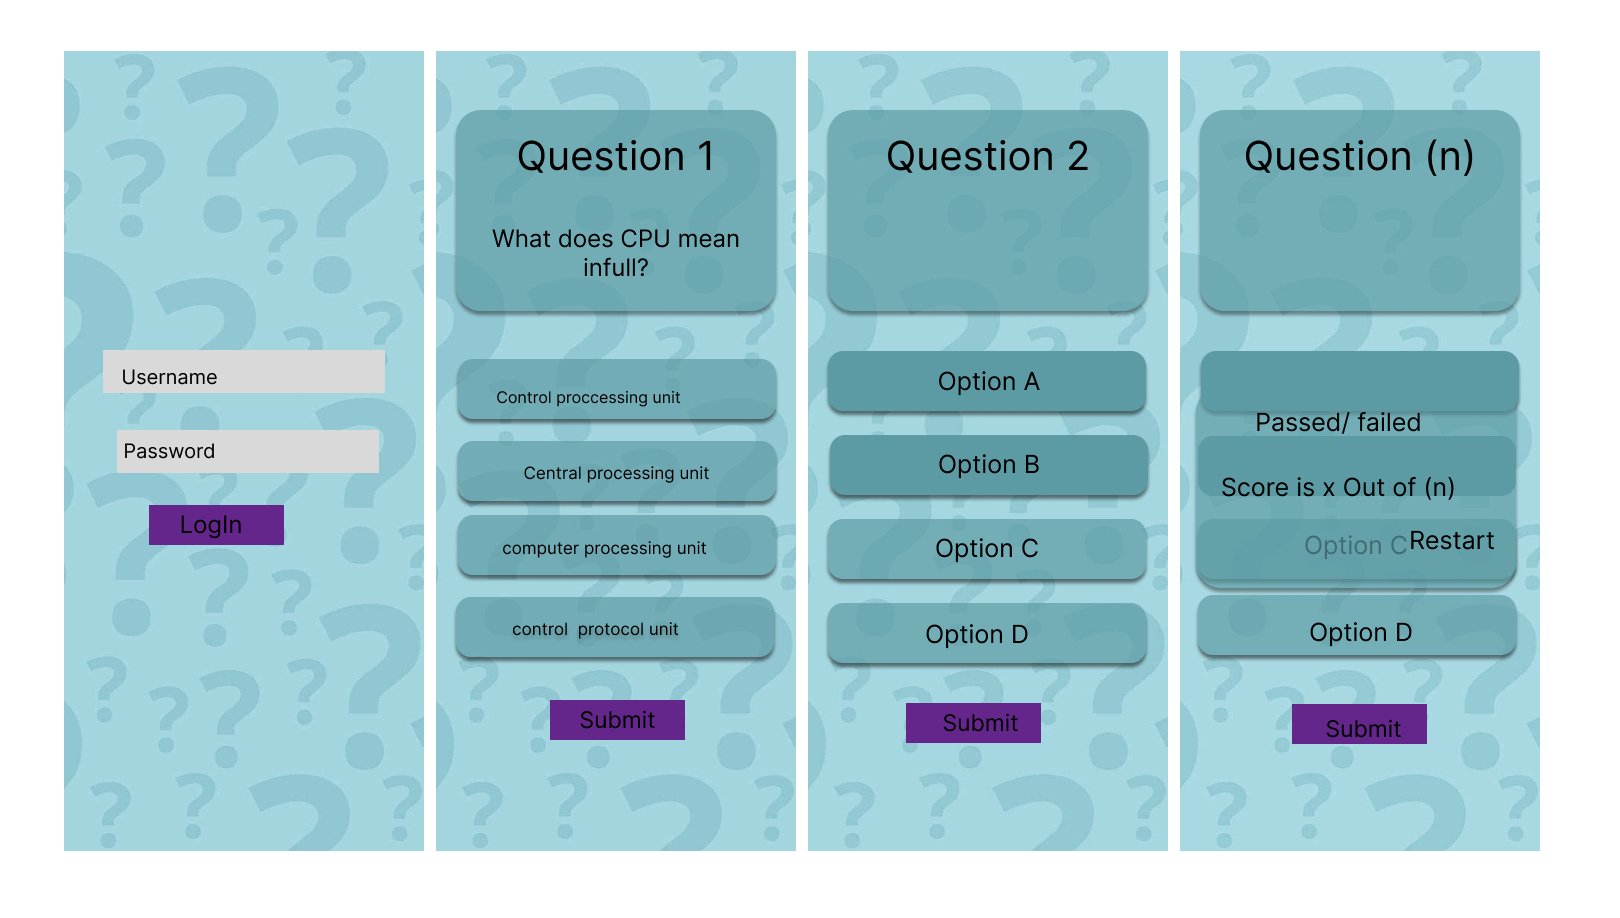 Username
Password
LogIn
Question 1
What does CPU mean
infull?
Control proccessing unit
Central processing unit
computer processing unit
control  protocol unit
Submit
Question 2
Option A
Option B
Option C
Option D
Submit
Question (n)
Passed/ failed
Score is x Out of (n)
Option C
Restart
Option D
Submit